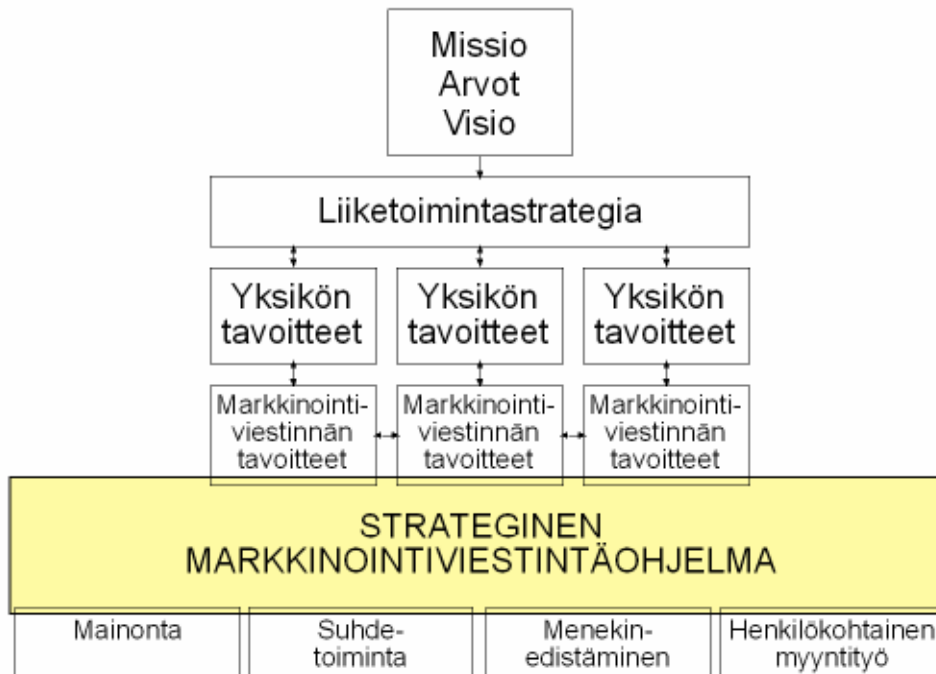 Missio
Arvot
Visio
Liiketoimintastrategia
Yksikön
tavoitteet
Yksikön
tavoitteet
Yksikön
tavoitteet
Markkinointi-
viestinnän
tavoitteet
Markkinointi-
viestinnän
tavoitteet
Markkinointi-
viestinnän
tavoitteet
STRATEGINEN
MARKKINOINTIVIESTINTÄOHJELMA
Mainonta
Suhde-
toiminta
Menekin-
edistäminen
Henkilökohtainen
myyntityö